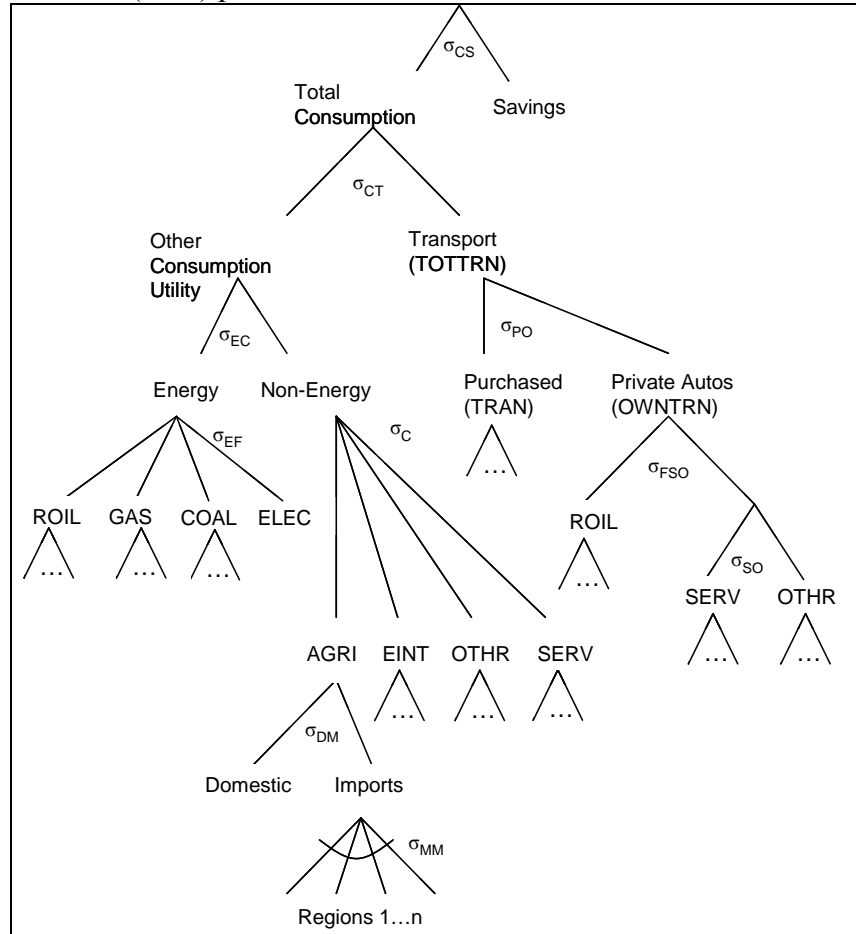 σCS
Total
Consumption
Savings
σCT
Other
Consumption
Utility
Transport
(TOTTRN)
σEC
σPO
Energy
Non-Energy
Purchased
(TRAN)
Private Autos
(OWNTRN)
σEF
σC
...
σFSO
ROIL
GAS
COAL
ELEC
ROIL
...
...
...
...
σSO
SERV
OTHR
...
...
AGRI
EINT
OTHR
SERV
...
...
...
σDM
Domestic
Imports
σMM
Regions 1...n